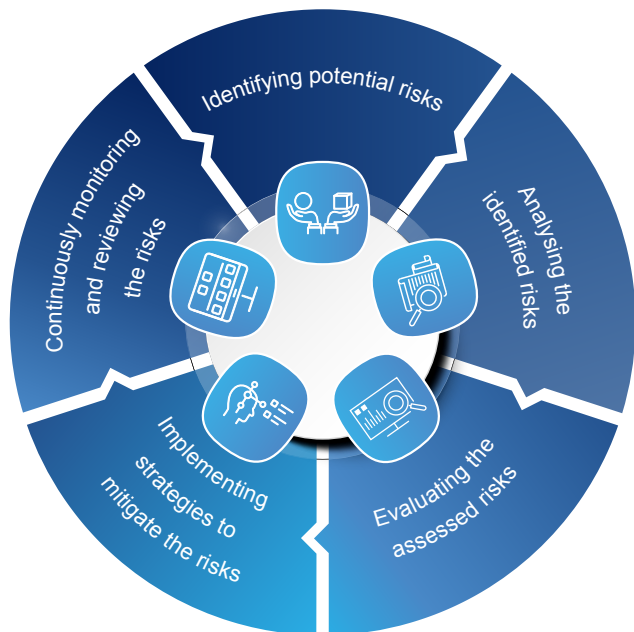 Identifying potential risks
Analysing the
identified risks
Evaluating the
assessed risks
Implementing
strategies to
mitigate the risks
Continuously monitoring
and reviewing
the risks